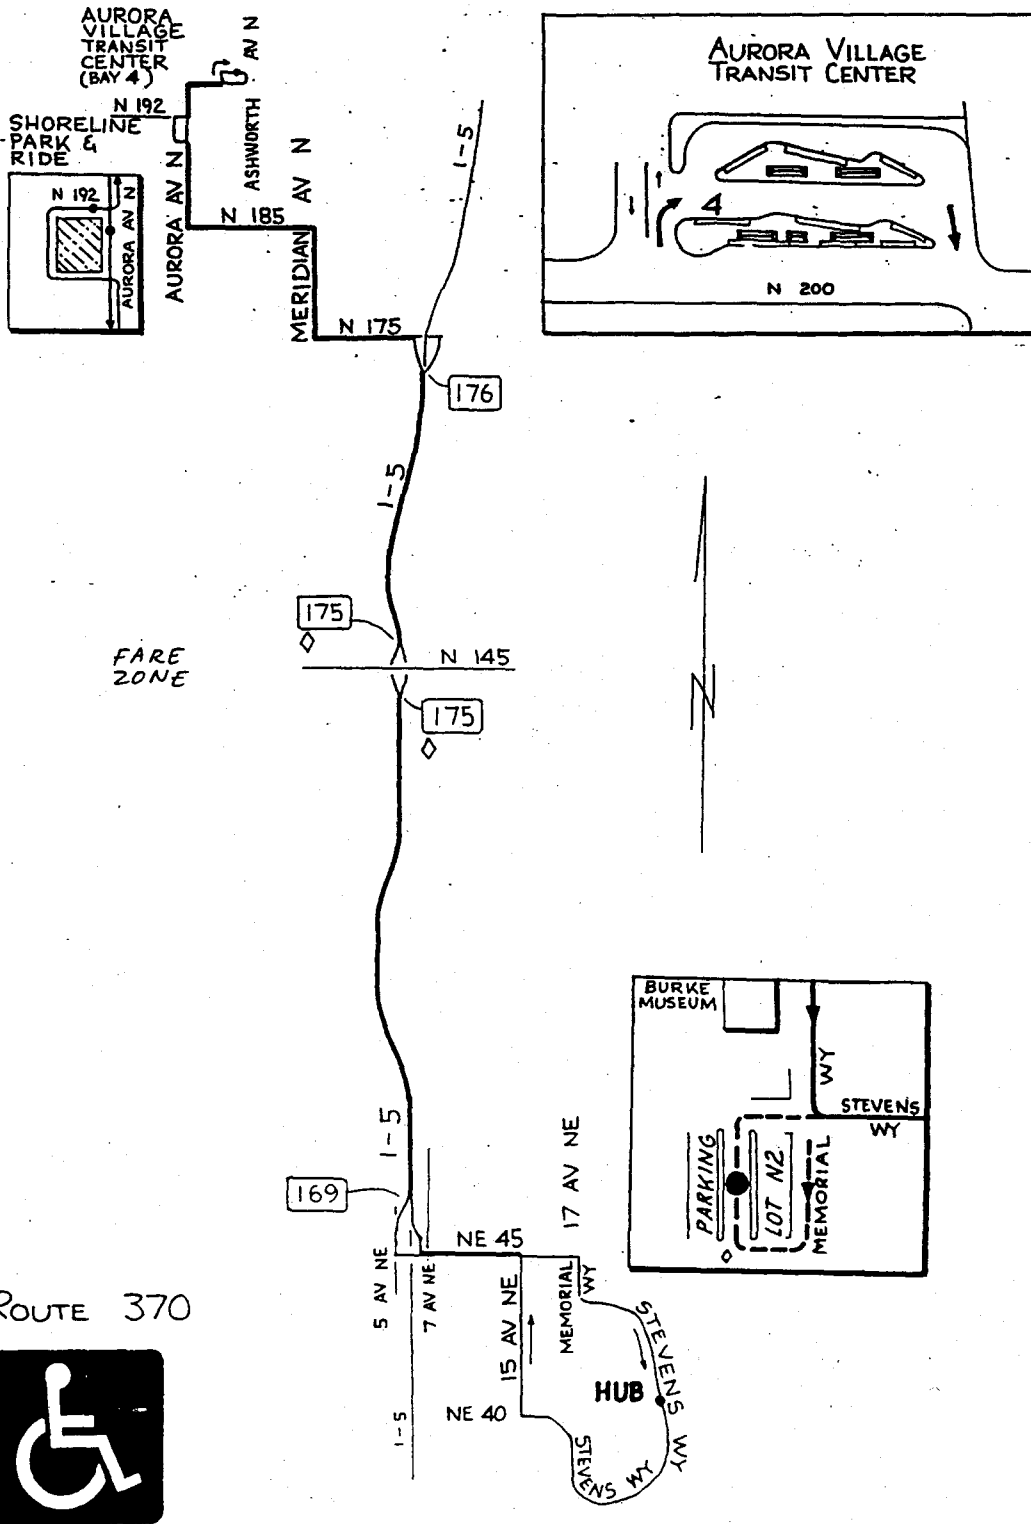 AURORA
VILLAGE
TRANSIT
CENTER
(BAY 4)
AV N
ASHWORTH
N 192
SHORELINE
PARK &
RIDE
N 192
AURORA AV N
AURORA AV N
N 185
MERIDIAN AV N
N 175
I-5
176
I-5
AURORA VILLAGE
TRANSIT CENTER
4
N 200
175
N 145
FARE
ZONE
175
N
BURKE
MUSEUM
WY
STEVENS
WY
PARKING
LOT N2
MEMORIAL
I-5
169
17 AV NE
NE 45
5 AV NE
7 AV NE
15 AV NE
MEMORIAL
WY
STEVENS WY
HUB
NE 40
I-5
STEVENS WY
ROUTE 370